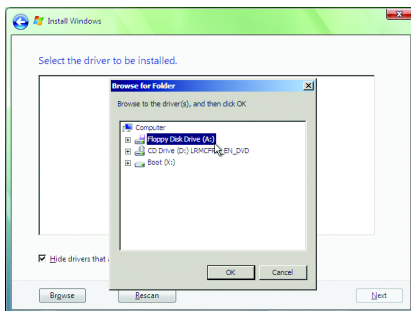 Install Windows
Select the driver to be installed.
Browse for Folder
Browse to the driver(s), and then click OK
Computer
Floppy Disk Drive (A:)
CD Drive (D:) EN_DVD
Boot (X:)
Hide drivers that
OK Cancel
Browse Rescan Next